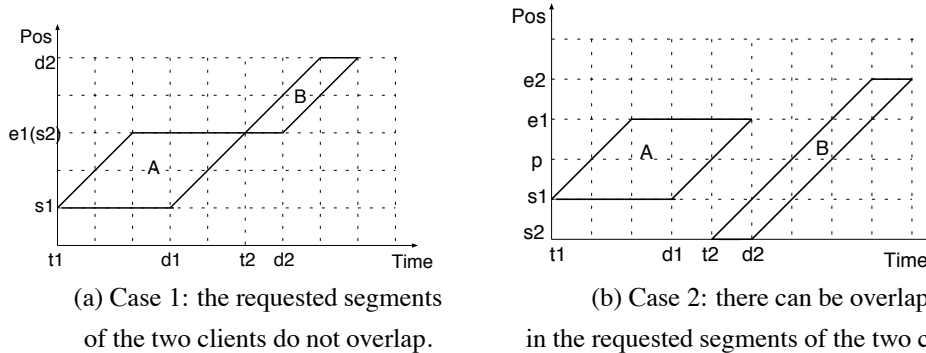 Pos
d2
B
e1(s2)
A
s1
t1 d1 t2 d2 Time
(a) Case 1: the requested segments
of the two clients do not overlap.
Pos
e2
e1
A
B
p
s1
s2
t1 d1 t2 d2 Time
(b) Case 2: there can be overlap
in the requested segments of the two c